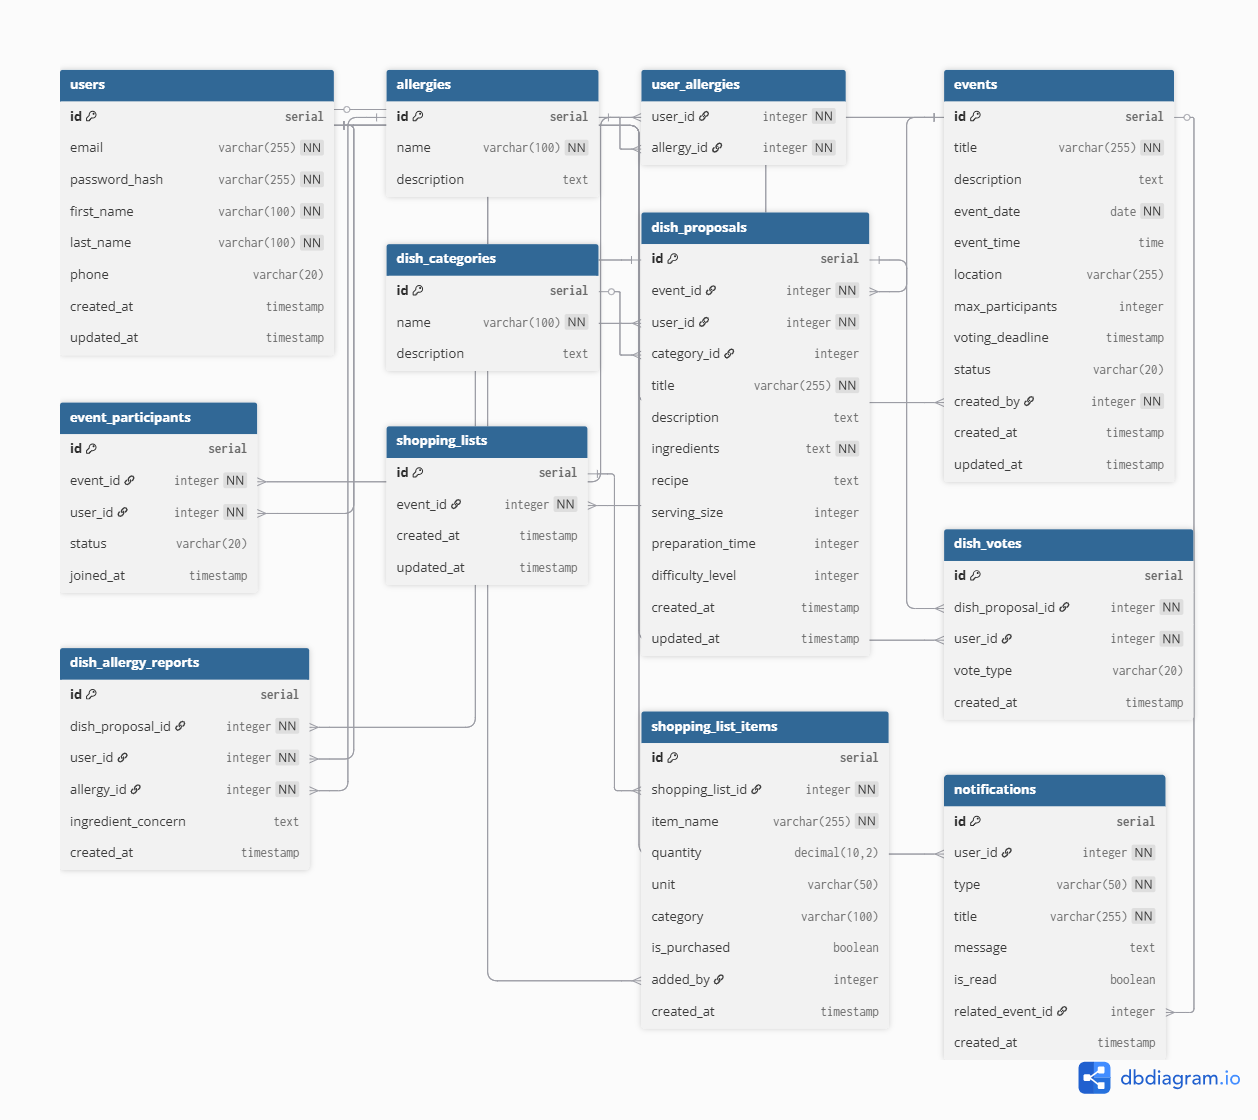 users
id serial
email varchar(255) NN
password_hash varchar(255) NN
first_name varchar(100) NN
last_name varchar(100) NN
phone varchar(20)
created_at timestamp
updated_at timestamp
allergies
id serial
name varchar(100) NN
description text
user_allergies
user_id integer NN
allergy_id integer NN
events
id serial
title varchar(255) NN
description text
event_date date NN
event_time time
location varchar(255)
max_participants integer
voting_deadline timestamp
status varchar(20)
created_by integer NN
created_at timestamp
updated_at timestamp
dish_categories
id serial
name varchar(100) NN
description text
dish_proposals
id serial
event_id integer NN
user_id integer NN
category_id integer
title varchar(255) NN
description text
ingredients text NN
recipe text
serving_size integer
preparation_time integer
difficulty_level integer
created_at timestamp
updated_at timestamp
event_participants
id serial
event_id integer NN
user_id integer NN
status varchar(20)
joined_at timestamp
shopping_lists
id serial
event_id integer NN
created_at timestamp
updated_at timestamp
dish_votes
id serial
dish_proposal_id integer NN
user_id integer NN
vote_type varchar(20)
created_at timestamp
dish_allergy_reports
id serial
dish_proposal_id integer NN
user_id integer NN
allergy_id integer NN
ingredient_concern text
created_at timestamp
shopping_list_items
id serial
shopping_list_id integer NN
item_name varchar(255) NN
quantity decimal(10,2)
unit varchar(50)
category varchar(100)
is_purchased boolean
added_by integer
created_at timestamp
notifications
id serial
user_id integer NN
type varchar(50) NN
title varchar(255) NN
message text
is_read boolean
related_event_id integer
created_at timestamp
dbdiagram.io